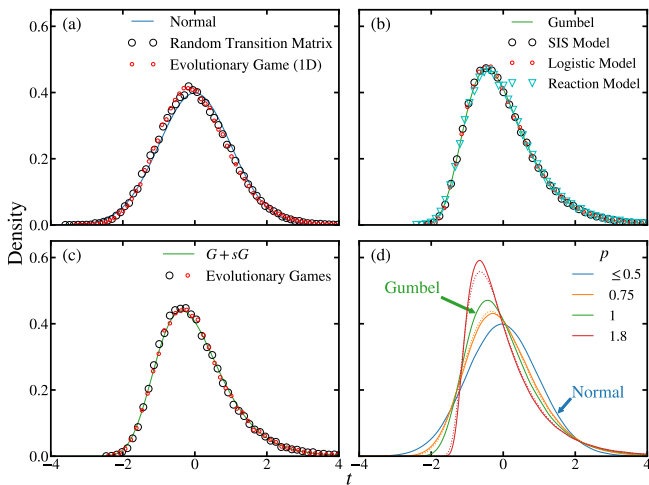 (a)
Normal
Random Transition Matrix
Evolutionary Game (1D)
0.6
0.4
0.2
0.0
(b)
Gumbel
SIS Model
Logistic Model
Reaction Model
Density
(c)
G + sG
Evolutionary Games
0.6
0.4
0.2
0.0
−4 −2 0 2 4
(d)
p
≤0.5
0.75
1
1.8
Gumbel
Normal
−4 −2 0 2 4
t